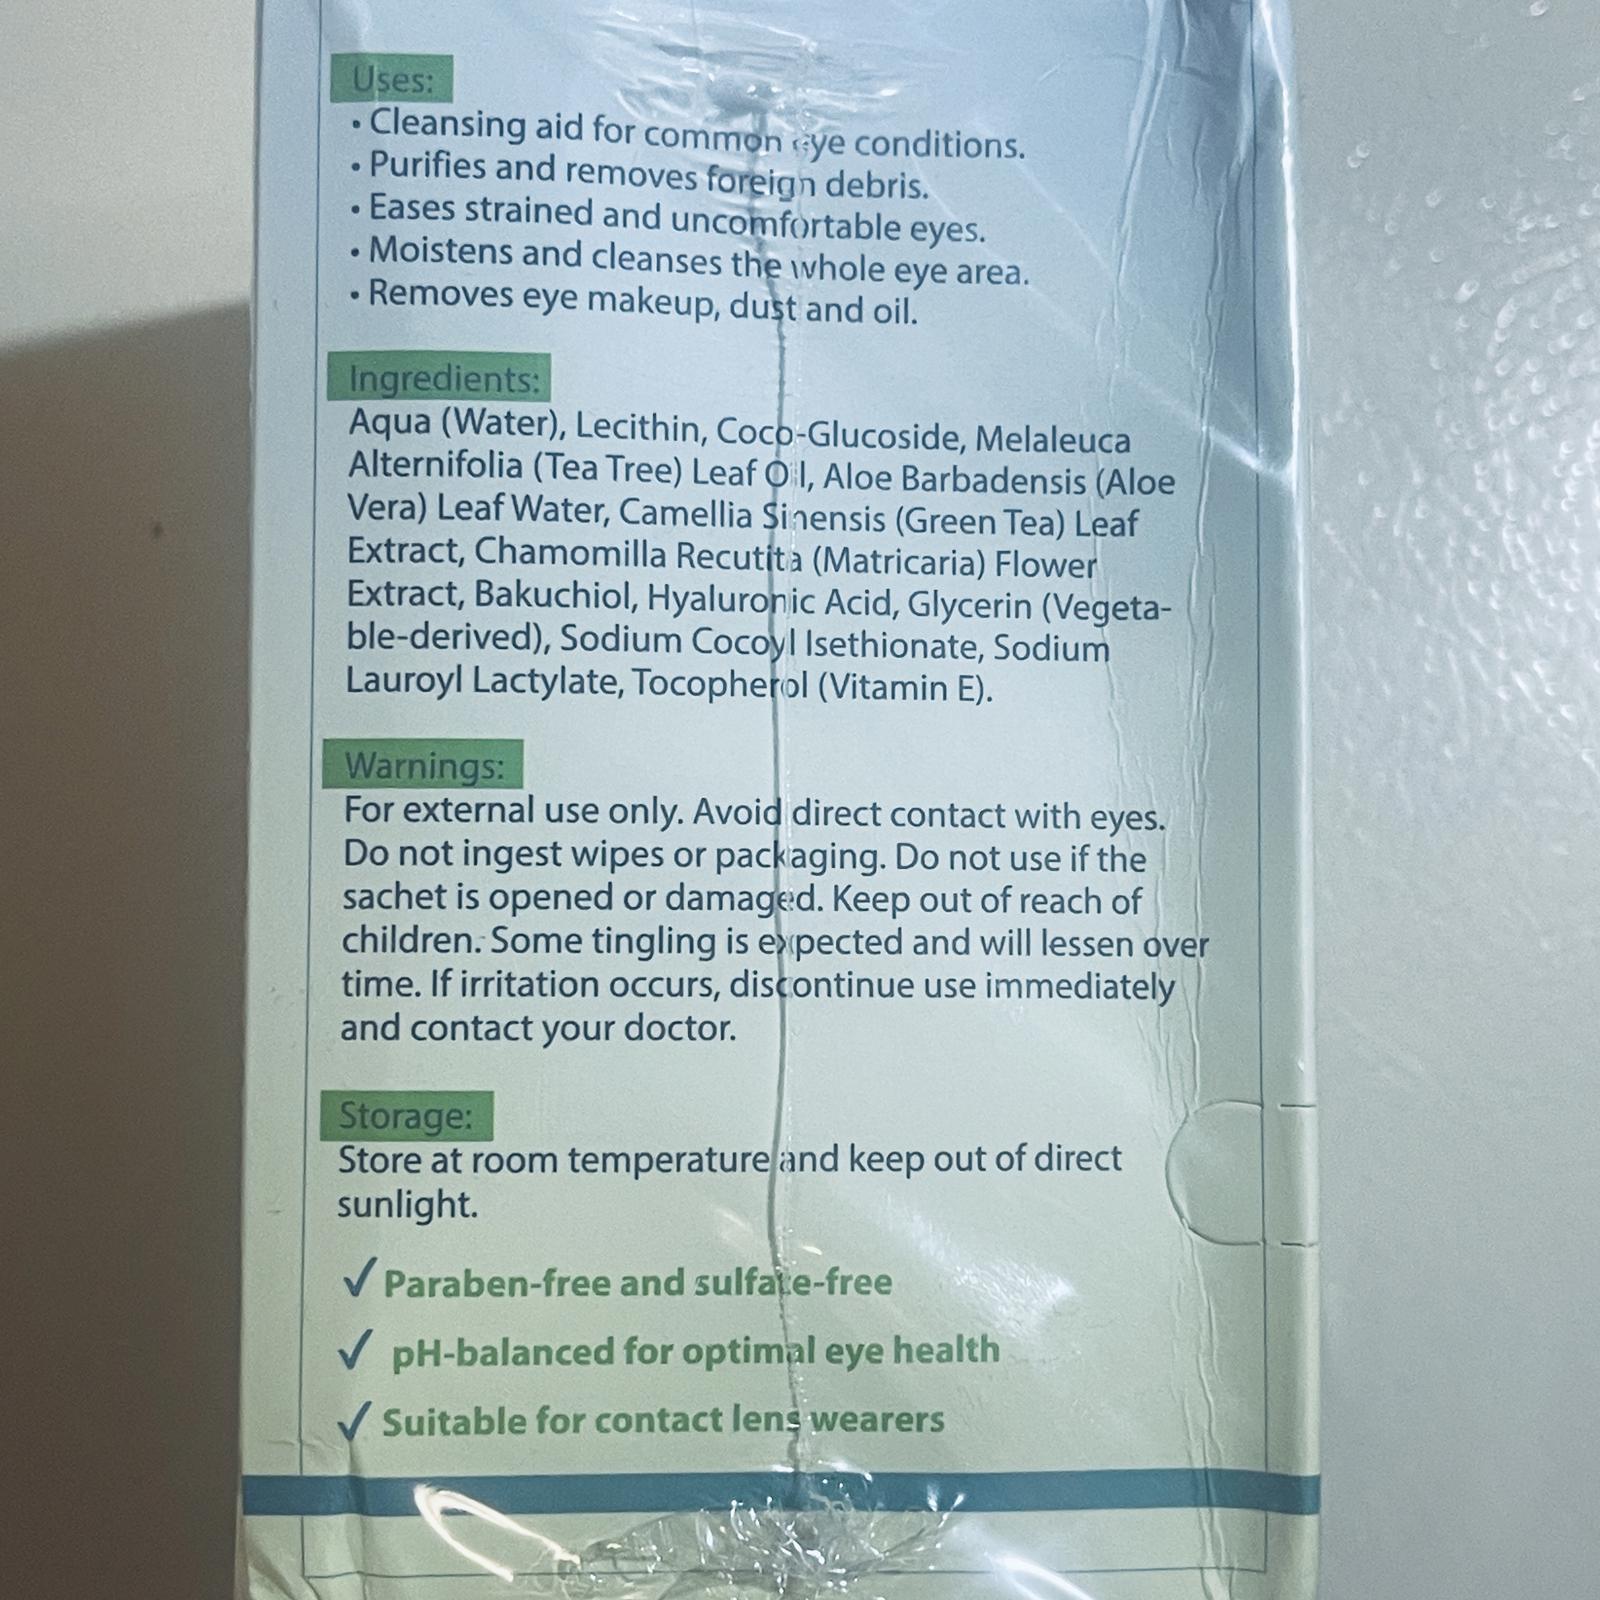 Uses:
• Cleansing aid for common eye conditions.
• Purifies and removes foreign debris.
• Eases strained and uncomfortable eyes.
• Moistens and cleanses the whole eye area.
• Removes eye makeup, dust and oil.
Ingredients:
Aqua (Water), Lecithin, Coco-Glucoside, Melaleuca
Alternifolia (Tea Tree) Leaf Oil, Aloe Barbadensis (Aloe
Vera) Leaf Water, Camellia Sinensis (Green Tea) Leaf
Extract, Chamomilla Recutita (Matricaria) Flower
Extract, Bakuchiol, Hyaluronic Acid, Glycerin (Vegeta-
ble-derived), Sodium Cocoyl Isethionate, Sodium
Lauroyl Lactylate, Tocopherol (Vitamin E).
Warnings:
For external use only. Avoid direct contact with eyes.
Do not ingest wipes or packaging. Do not use if the
sachet is opened or damaged. Keep out of reach of
children. Some tingling is expected and will lessen over
time. If irritation occurs, discontinue use immediately
and contact your doctor.
Storage:
Store at room temperature and keep out of direct
sunlight.
✓ Paraben-free and sulfate-free
✓ pH-balanced for optimal eye health
✓ Suitable for contact lens wearers